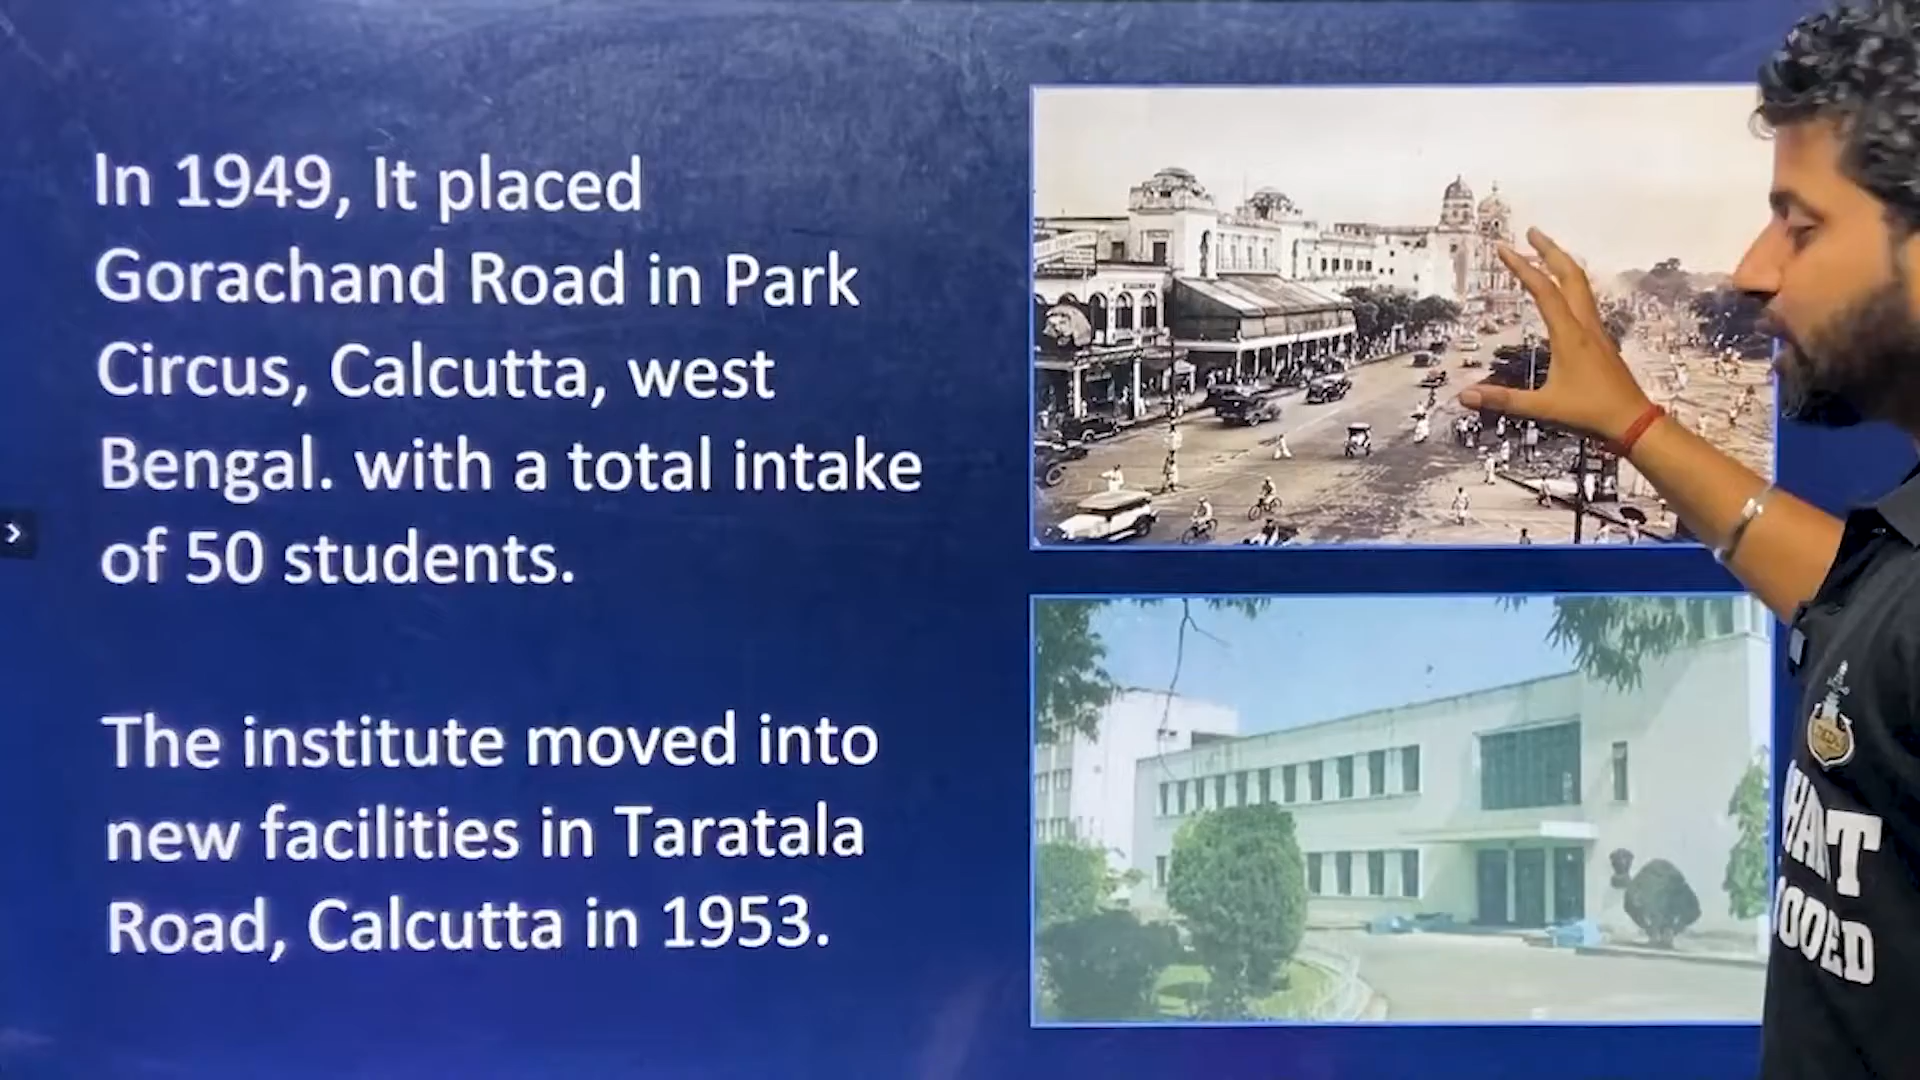 In 1949, It placed
Gorachand Road in Park
Circus, Calcutta, west
Bengal. with a total intake
of 50 students.
The institute moved into
new facilities in Taratala
Road, Calcutta in 1953.